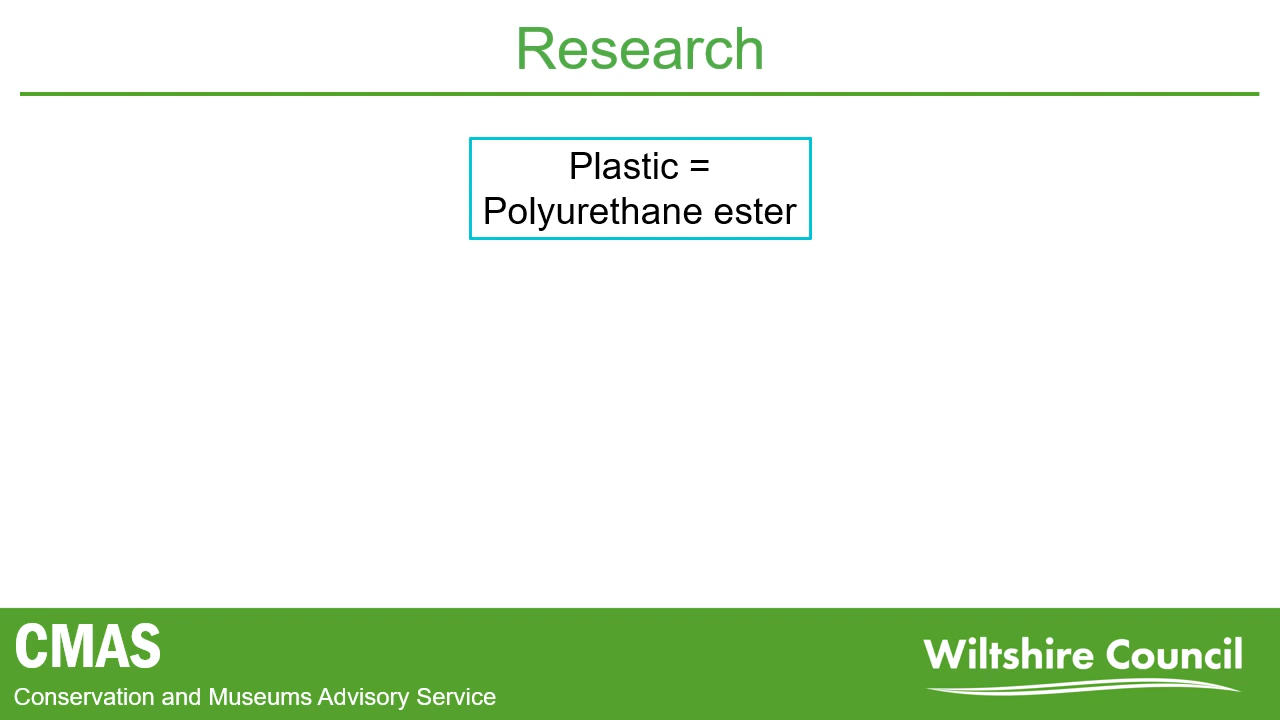 Research
Plastic =
Polyurethane ester
CMAS
Conservation and Museums Advisory Service
Wiltshire Council